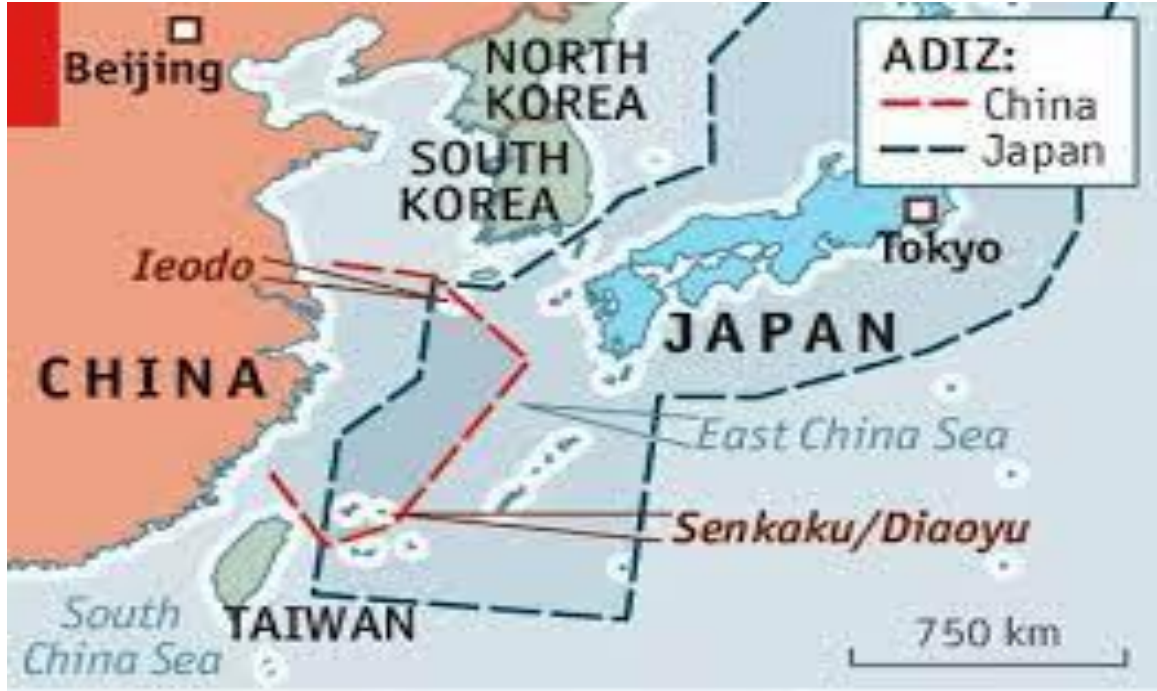 Beijing
NORTH
KOREA
SOUTH
KOREA
ADIZ:
China
Japan
Tokyo
Ieodo
JAPAN
CHINA
East China Sea
Senkaku/Diaoyu
TAIWAN
South
China Sea
750 km